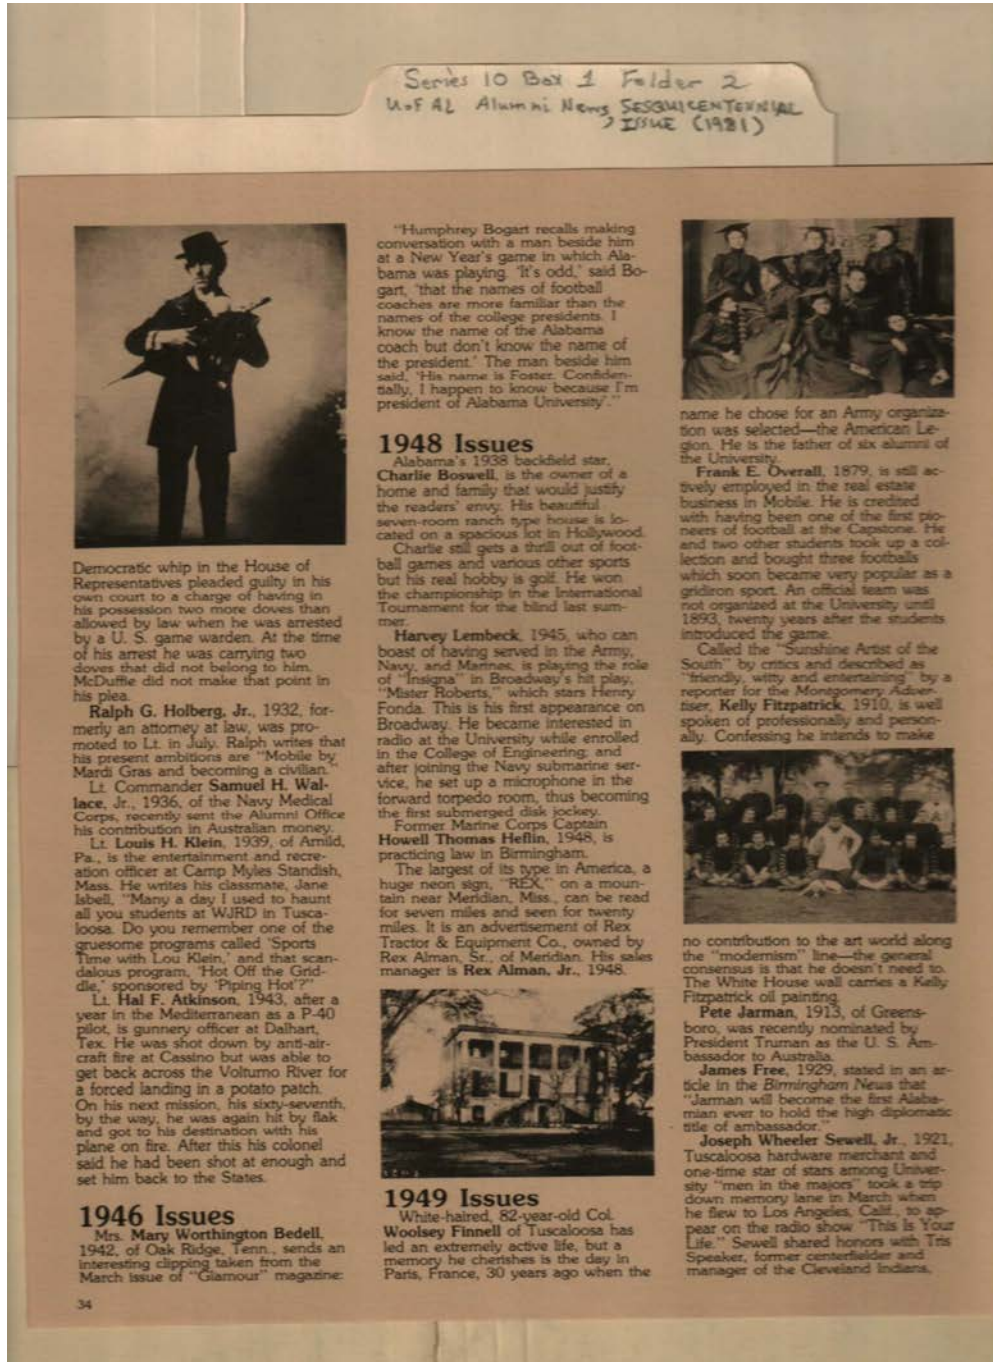 Series 10 Box 1 Folder 2
U of AL Alumni News, SESQUICENTENNIAL
ISSUE (1981)
Democratic whip in the House of
Representatives pleaded guilty in his
own court to a charge of having in
his possession two more doves than
allowed by law when he was arrested
by a U. S. game warden. At the time
of his arrest he was carrying two
doves that did not belong to him.
McDuffie did not make that point in
his plea.
Ralph G. Holberg, Jr., 1932, for-
merly an attorney at law, was pro-
moted to Lt. in July. Ralph writes that
his present ambitions are "Mobile by
Mardi Gras and becoming a civilian."
Lt. Commander Samuel H. Wal-
lace, Jr., 1936, of the Navy Medical
Corps, recently sent the Alumni Office
his contribution in Australian money.
Lt. Louis H. Klein, 1939, of Arnild,
Pa., is the entertainment and recre-
ation officer at Camp Myles Standish,
Mass. He writes his classmate, Jane
Isbell, "Many a day I used to haunt
all you students at WJRD in Tusca-
loosa. Do you remember one of the
gruesome programs called 'Sports
Time with Lou Klein,' and that scan-
dalous program, 'Hot Off the Grid-
dle,' sponsored by 'Piping Hot'?"
Lt. Hal F. Atkinson, 1943, after a
year in the Mediterranean as a P-40
pilot, is gunnery officer at Dalhart,
Tex. He was shot down by anti-air-
craft fire at Cassino but was able to
get back across the Volturno River for
a forced landing in a potato patch.
On his next mission, his sixty-seventh,
by the way, he was again hit by flak
and got to his destination with his
plane on fire. After this his colonel
said he had been shot at enough and
set him back to the States.
1946 Issues
Mrs. Mary Worthington Bedell,
1942, of Oak Ridge, Tenn., sends an
interesting clipping taken from the
March issue of "Glamour" magazine:
34
"Humphrey Bogart recalls making
conversation with a man beside him
at a New Year's game in which Ala-
bama was playing. 'It's odd,' said Bo-
gart, 'that the names of football
coaches are more familiar than the
names of the college presidents. I
know the name of the Alabama
coach but don't know the name of
the president.' The man beside him
said, 'His name is Foster. Confiden-
tially, I happen to know because I'm
president of Alabama University'."
1948 Issues
Alabama's 1938 backfield star,
Charlie Boswell, is the owner of a
home and family that would justify
the readers' envy. His beautiful
seven-room ranch type house is lo-
cated on a spacious lot in Hollywood.
Charlie still gets a thrill out of foot-
ball games and various other sports
but his real hobby is golf. He won
the championship in the International
Tournament for the blind last sum-
mer.
Harvey Lembeck, 1945, who can
boast of having served in the Army,
Navy, and Marines, is playing the role
of "Insigna" in Broadway's hit play,
"Mister Roberts," which stars Henry
Fonda. This is his first appearance on
Broadway. He became interested in
radio at the University while enrolled
in the College of Engineering; and
after joining the Navy submarine ser-
vice, he set up a microphone in the
forward torpedo room, thus becoming
the first submerged disk jockey.
Former Marine Corps Captain
Howell Thomas Heflin, 1948, is
practicing law in Birmingham.
The largest of its type in America, a
huge neon sign, "REX," on a moun-
tain near Meridian, Miss., can be read
for seven miles and seen for twenty
miles. It is an advertisement of Rex
Tractor & Equipment Co., owned by
Rex Alman, Sr., of Meridian. His sales
manager is Rex Alman, Jr., 1948.
1949 Issues
White-haired, 82-year-old Col.
Woolsey Finnell of Tuscaloosa has
led an extremely active life, but a
memory he cherishes is the day in
Paris, France, 30 years ago when the
name he chose for an Army organiza-
tion was selected—the American Le-
gion. He is the father of six alumni of
the University.
Frank E. Overall, 1879, is still ac-
tively employed in the real estate
business in Mobile. He is credited
with having been one of the first pio-
neers of football at the Capstone. He
and two other students took up a col-
lection and bought three footballs
which soon became very popular as a
gridiron sport. An official team was
not organized at the University until
1893, twenty years after the students
introduced the game.
Called the "Sunshine Artist of the
South" by critics and described as
"friendly, witty and entertaining" by a
reporter for the Montgomery Adver-
tiser, Kelly Fitzpatrick, 1910, is well
spoken of professionally and person-
ally. Confessing he intends to make
no contribution to the art world along
the "modernism" line—the general
consensus is that he doesn't need to.
The White House wall carries a Kelly
Fitzpatrick oil painting.
Pete Jarman, 1913, of Greens-
boro, was recently nominated by
President Truman as the U. S. Am-
bassador to Australia.
James Free, 1929, stated in an ar-
ticle in the Birmingham News that
"Jarman will become the first Alaba-
mian ever to hold the high diplomatic
title of ambassador."
Joseph Wheeler Sewell, Jr., 1921,
Tuscaloosa hardware merchant and
one-time star of stars among Univer-
sity "men in the majors" took a trip
down memory lane in March when
he flew to Los Angeles, Calif., to ap-
pear on the radio show "This Is Your
Life." Sewell shared honors with Tris
Speaker, former centerfielder and
manager of the Cleveland Indians,